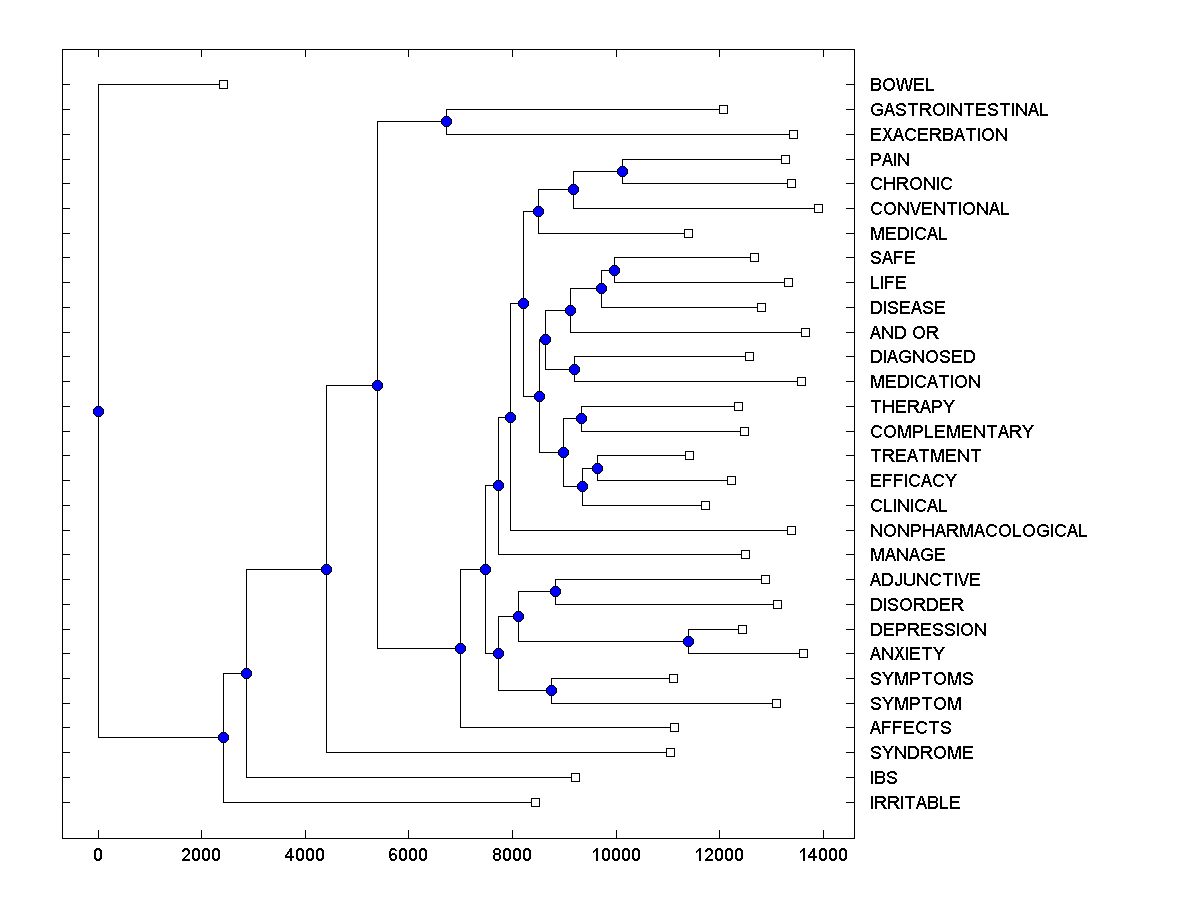 BOWEL
GASTROINTESTINAL
EXACERBATION
PAIN
CHRONIC
CONVENTIONAL
MEDICAL
SAFE
LIFE
DISEASE
AND OR
DIAGNOSED
MEDICATION
THERAPY
COMPLEMENTARY
TREATMENT
EFFICACY
CLINICAL
NONPHARMACOLOGICAL
MANAGE
ADJUNCTIVE
DISORDER
DEPRESSION
ANXIETY
SYMPTOMS
SYMPTOM
AFFECTS
SYNDROME
IBS
IRRITABLE
0 2000 4000 6000 8000 10000 12000 14000